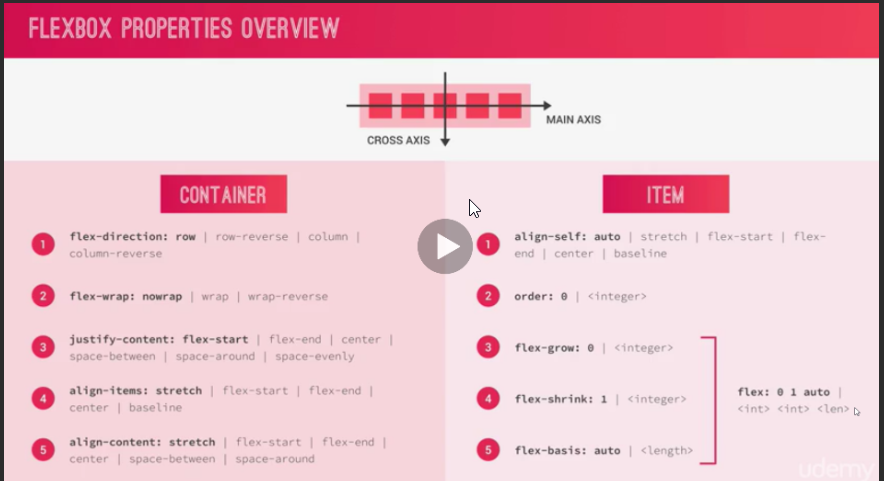 FLEXBOX PROPERTIES OVERVIEW
MAIN AXIS
CROSS AXIS
CONTAINER
1 flex-direction: row | row-reverse | column |
column-reverse
2 flex-wrap: nowrap | wrap | wrap-reverse
3 justify-content: flex-start | flex-end | center |
space-between | space-around | space-evenly
4 align-items: stretch | flex-start | flex-end |
center | baseline
5 align-content: stretch | flex-start | flex-end |
center | space-between | space-around
ITEM
1 align-self: auto | stretch | flex-start | flex-
end | center | baseline
2 order: 0 | <integer>
3 flex-grow: 0 | <integer>
4 flex-shrink: 1 | <integer>
5 flex-basis: auto | <length>
flex: 0 1 auto |
<int> <int> <len>
udemy